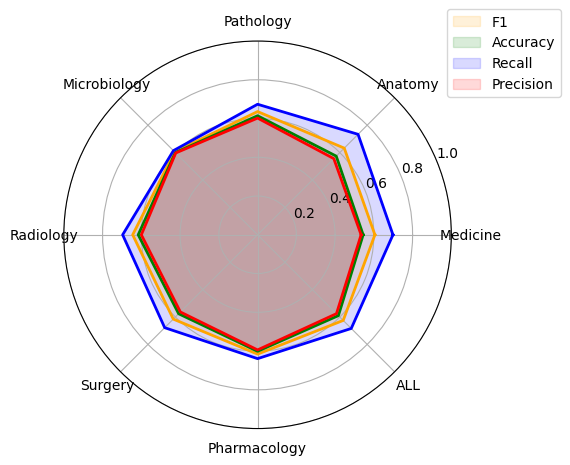 Pathology
F1
Accuracy
Recall
Precision
Microbiology
Anatomy
1.0
0.8
0.6
0.4
0.2
Radiology
Medicine
Surgery
ALL
Pharmacology